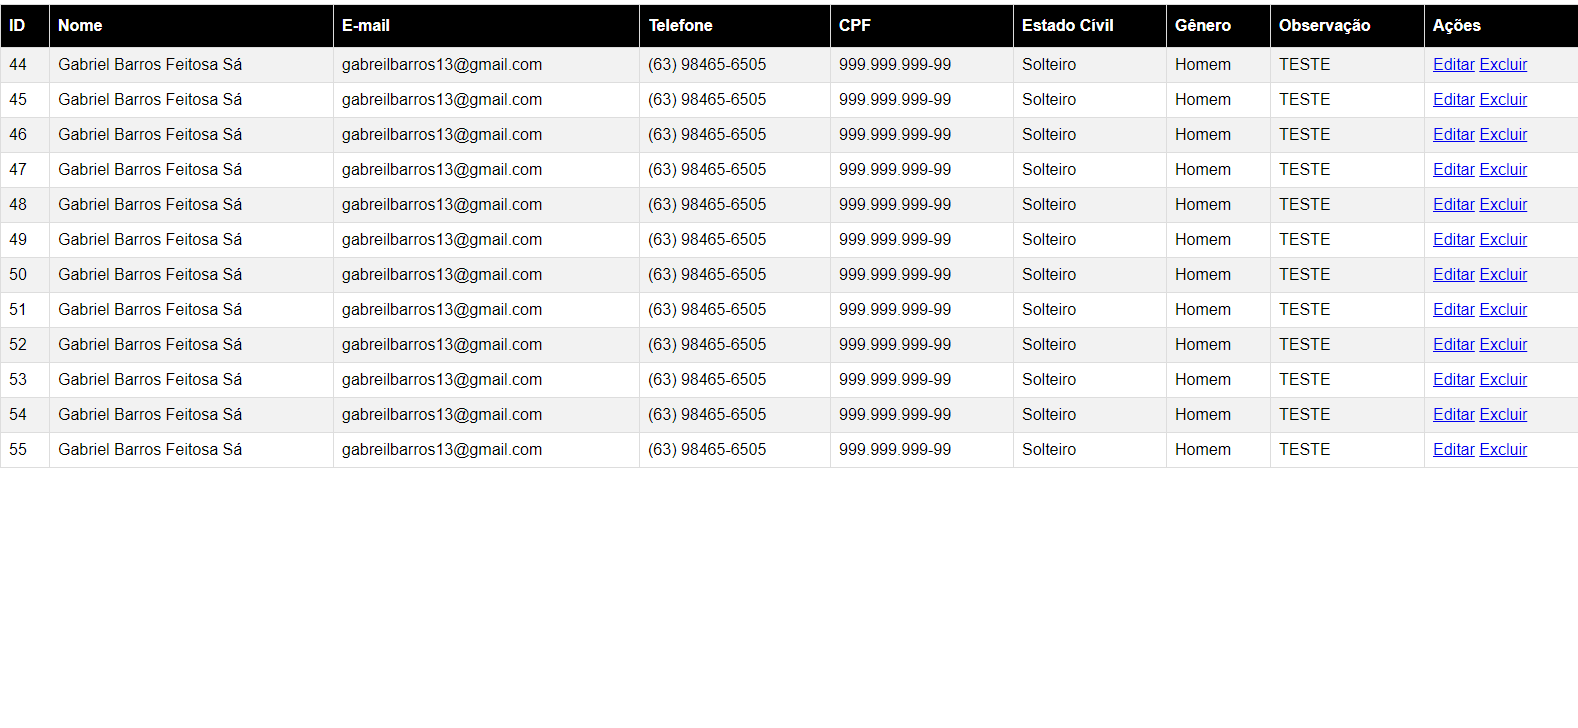 ID Nome E-mail Telefone CPF Estado Civil Gênero Observação Ações
44 Gabriel Barros Feitosa Sá gabreilbarros13@gmail.com (63) 98465-6505 999.999.999-99 Solteiro Homem TESTE Editar Excluir
45 Gabriel Barros Feitosa Sá gabreilbarros13@gmail.com (63) 98465-6505 999.999.999-99 Solteiro Homem TESTE Editar Excluir
46 Gabriel Barros Feitosa Sá gabreilbarros13@gmail.com (63) 98465-6505 999.999.999-99 Solteiro Homem TESTE Editar Excluir
47 Gabriel Barros Feitosa Sá gabreilbarros13@gmail.com (63) 98465-6505 999.999.999-99 Solteiro Homem TESTE Editar Excluir
48 Gabriel Barros Feitosa Sá gabreilbarros13@gmail.com (63) 98465-6505 999.999.999-99 Solteiro Homem TESTE Editar Excluir
49 Gabriel Barros Feitosa Sá gabreilbarros13@gmail.com (63) 98465-6505 999.999.999-99 Solteiro Homem TESTE Editar Excluir
50 Gabriel Barros Feitosa Sá gabreilbarros13@gmail.com (63) 98465-6505 999.999.999-99 Solteiro Homem TESTE Editar Excluir
51 Gabriel Barros Feitosa Sá gabreilbarros13@gmail.com (63) 98465-6505 999.999.999-99 Solteiro Homem TESTE Editar Excluir
52 Gabriel Barros Feitosa Sá gabreilbarros13@gmail.com (63) 98465-6505 999.999.999-99 Solteiro Homem TESTE Editar Excluir
53 Gabriel Barros Feitosa Sá gabreilbarros13@gmail.com (63) 98465-6505 999.999.999-99 Solteiro Homem TESTE Editar Excluir
54 Gabriel Barros Feitosa Sá gabreilbarros13@gmail.com (63) 98465-6505 999.999.999-99 Solteiro Homem TESTE Editar Excluir
55 Gabriel Barros Feitosa Sá gabreilbarros13@gmail.com (63) 98465-6505 999.999.999-99 Solteiro Homem TESTE Editar Excluir